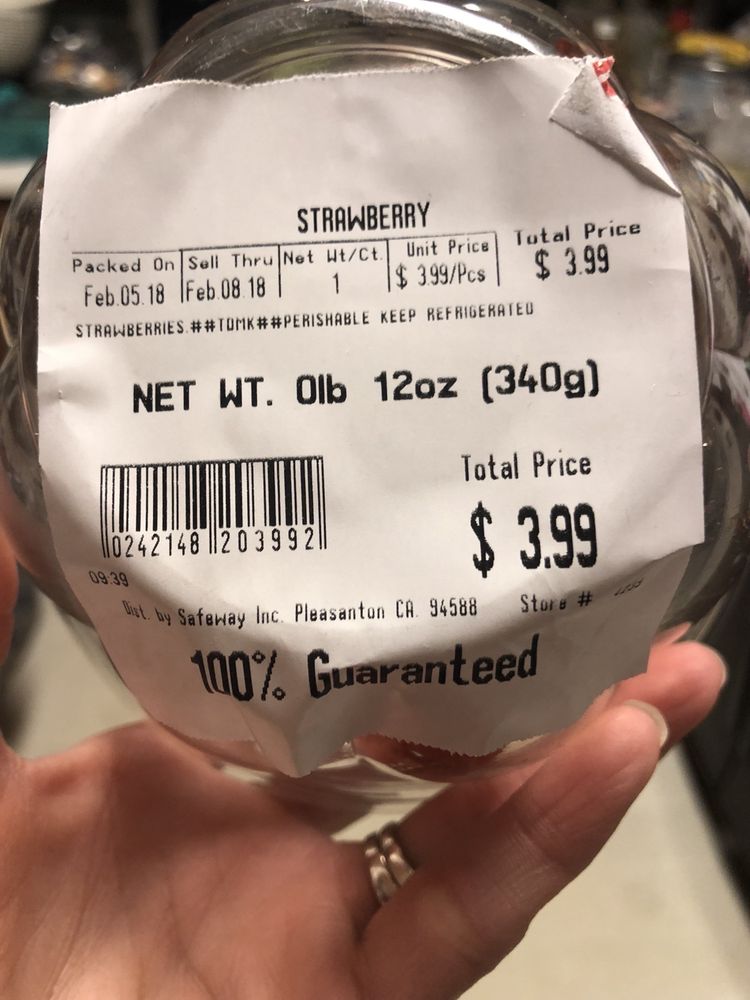 STRAWBERRY
Packed On Sell Thru Net Wt/Ct. Unit Price Total Price
Feb.05.18 Feb.08.18 1 $ 3.99/Pcs $ 3.99
STRAWBERRIES.##TDMK##PERISHABLE KEEP REFRIGERATED
NET WT. 0lb 12oz (340g)
Total Price
$ 3.99
0242148 203992
09:39
Dist. by Safeway Inc. Pleasanton CA. 94588 Store #
100% Guaranteed